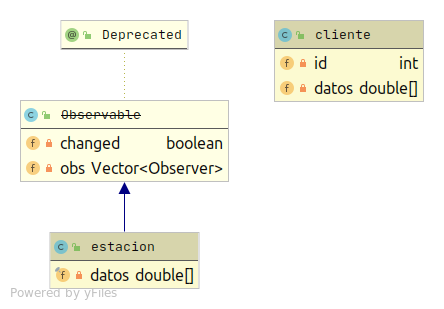 @ Deprecated
C cliente
f id int
f datos double[]
C Observable
f changed boolean
f obs Vector<Observer>
C estacion
f datos double[]
Powered by yFiles